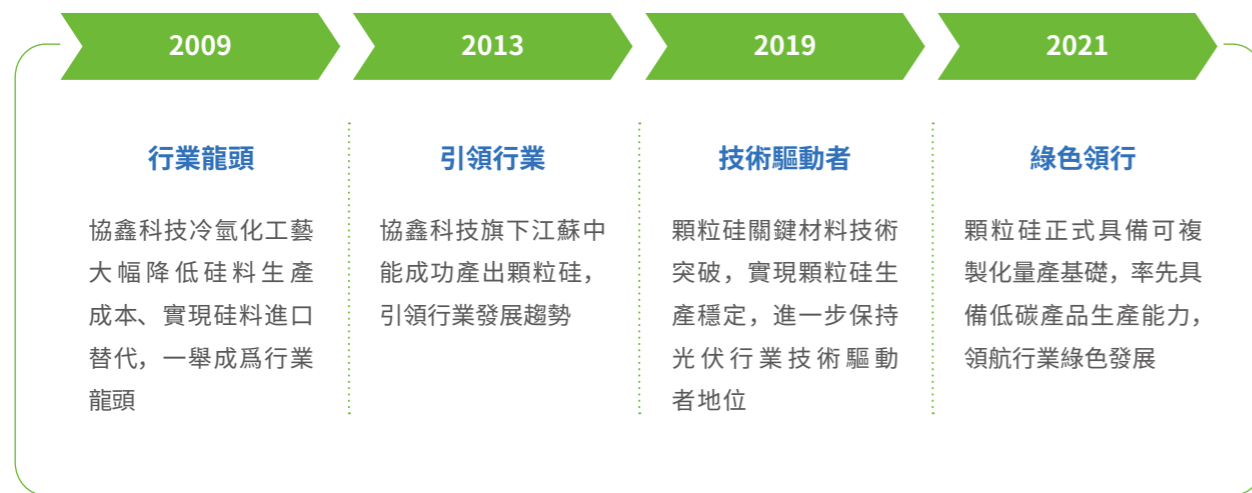 2009
行業龍頭
協鑫科技冷氫化工藝
大幅降低硅料生產
成本、實現硅料進口
替代，一舉成爲行業
龍頭
2013
引領行業
協鑫科技旗下江蘇中
能成功產出顆粒硅，
引領行業發展趨勢
2019
技術驅動者
顆粒硅關鍵材料技術
突破，實現顆粒硅生
產穩定，進一步保持
光伏行業技術驅動
者地位
2021
綠色領行
顆粒硅正式具備可複
製化量產基礎，率先具
備低碳產品生產能力，
領航行業綠色發展